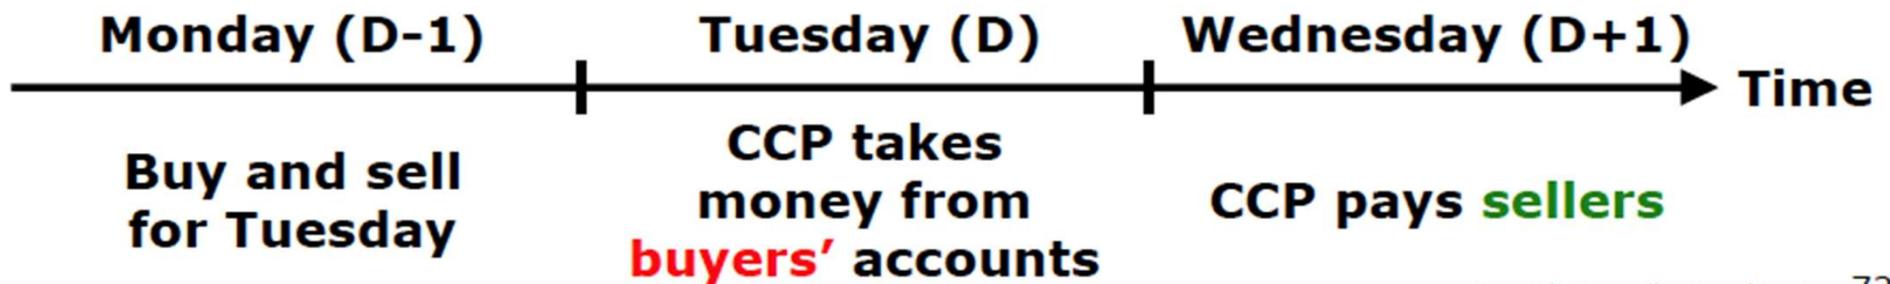 Monday (D-1)
Tuesday (D)
Wednesday (D+1)
Time
Buy and sell
for Tuesday
CCP takes
money from
buyers’ accounts
CCP pays sellers